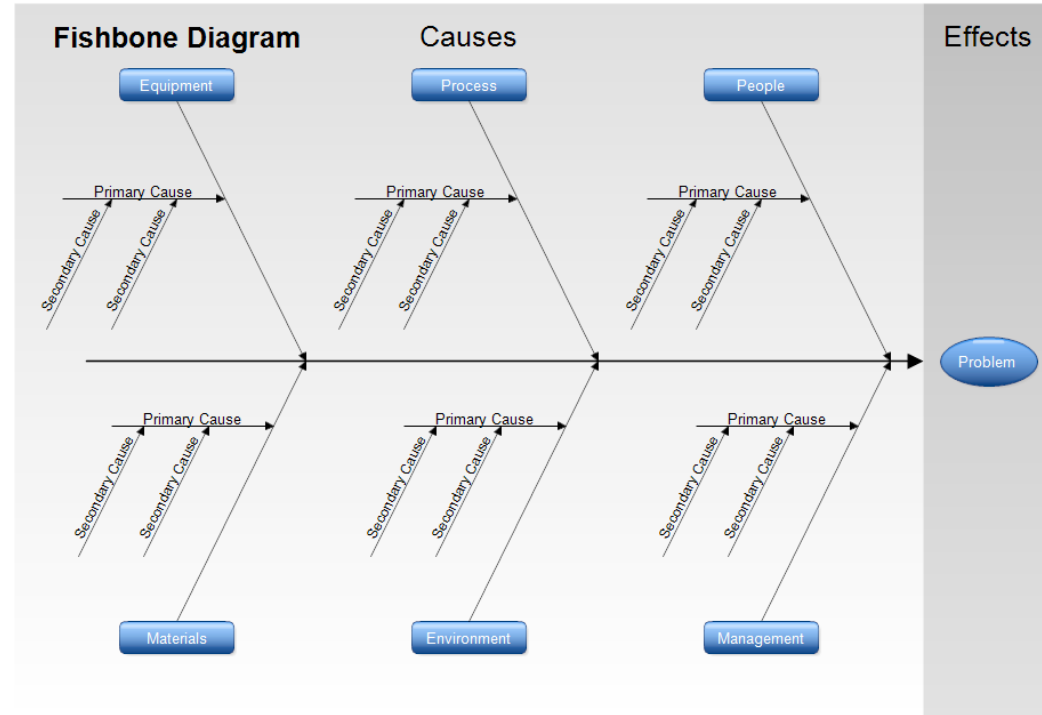 Fishbone Diagram
Causes
Effects
Equipment
Process
People
Primary Cause
Secondary Cause
Secondary Cause
Primary Cause
Secondary Cause
Secondary Cause
Primary Cause
Secondary Cause
Secondary Cause
Problem
Primary Cause
Secondary Cause
Secondary Cause
Primary Cause
Secondary Cause
Secondary Cause
Primary Cause
Secondary Cause
Secondary Cause
Materials
Environment
Management